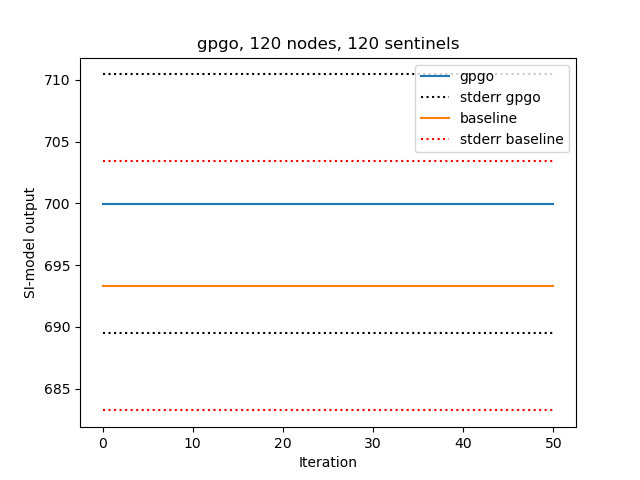 gpgo, 120 nodes, 120 sentinels
710
705
700
695
690
685
SI-model output
gpgo
stderr gpgo
baseline
stderr baseline
0 10 20 30 40 50
Iteration